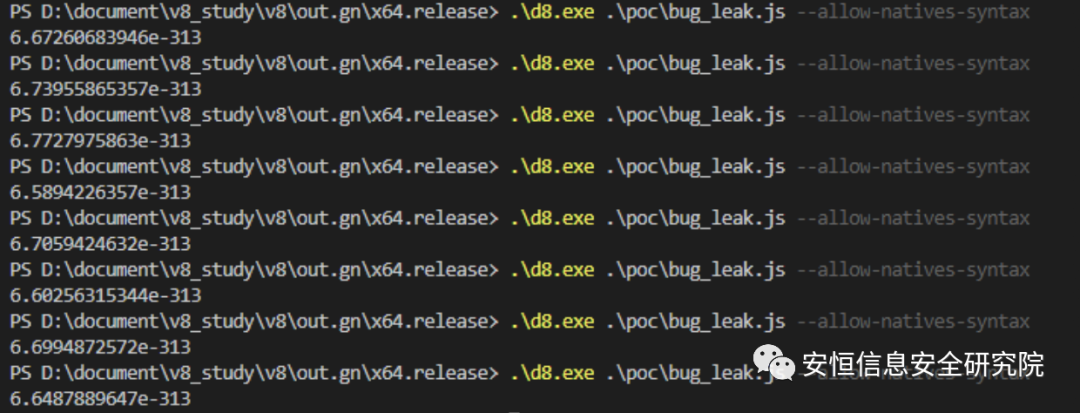 PS D:\document\v8_study\v8\out.gn\x64.release> .\d8.exe .\poc\bug_leak.js --allow-natives-syntax
6.67260683946e-313
PS D:\document\v8_study\v8\out.gn\x64.release> .\d8.exe .\poc\bug_leak.js --allow-natives-syntax
6.73955865357e-313
PS D:\document\v8_study\v8\out.gn\x64.release> .\d8.exe .\poc\bug_leak.js --allow-natives-syntax
6.7727975863e-313
PS D:\document\v8_study\v8\out.gn\x64.release> .\d8.exe .\poc\bug_leak.js --allow-natives-syntax
6.5894226357e-313
PS D:\document\v8_study\v8\out.gn\x64.release> .\d8.exe .\poc\bug_leak.js --allow-natives-syntax
6.7059424632e-313
PS D:\document\v8_study\v8\out.gn\x64.release> .\d8.exe .\poc\bug_leak.js --allow-natives-syntax
6.60256315344e-313
PS D:\document\v8_study\v8\out.gn\x64.release> .\d8.exe .\poc\bug_leak.js --allow-natives-syntax
6.6994872572e-313
PS D:\document\v8_study\v8\out.gn\x64.release> .\d8.exe .\poc\bug_leak.js --allow-natives-syntax
6.6487889647e-313
安恒信息安全研究院